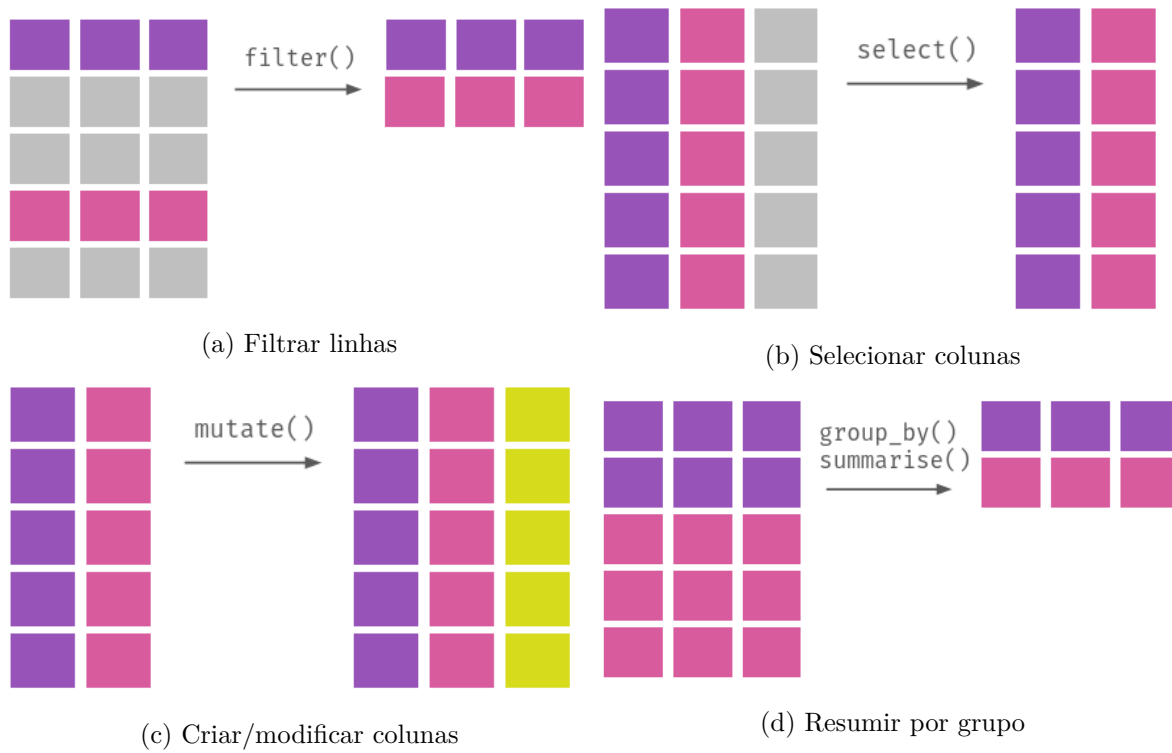 filter()
select()
(a) Filtrar linhas
(b) Selecionar colunas
mutate()
group_by()
summarise()
(c) Criar/modificar colunas
(d) Resumir por grupo